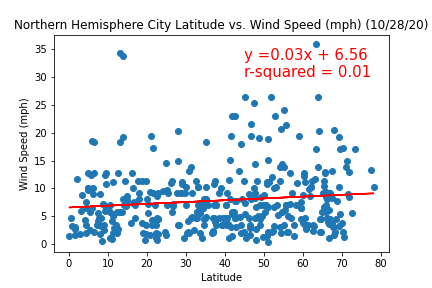 Northern Hemisphere City Latitude vs. Wind Speed (mph) (10/28/20)
y =0.03x + 6.56
r-squared = 0.01
35
30
25
20
15
10
5
0
Wind Speed (mph)
0 10 20 30 40 50 60 70 80
Latitude